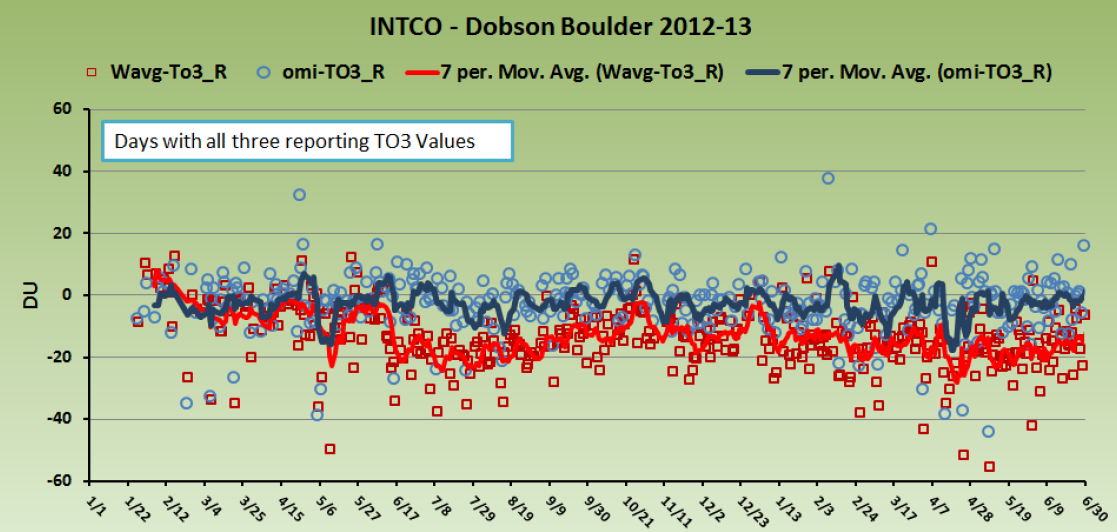 INTCO - Dobson Boulder 2012-13
Wavg-To3_R omi-TO3_R 7 per. Mov. Avg. (Wavg-To3_R) 7 per. Mov. Avg. (omi-TO3_R)
Days with all three reporting TO3 Values
DU
60
40
20
0
-20
-40
-60
1/1 1/22 2/12 3/4 3/25 4/15 5/6 5/27 6/17 7/8 7/29 8/19 9/9 9/30 10/21 11/11 12/2 12/23 1/13 2/3 2/24 3/17 4/7 4/28 5/19 6/9 6/30